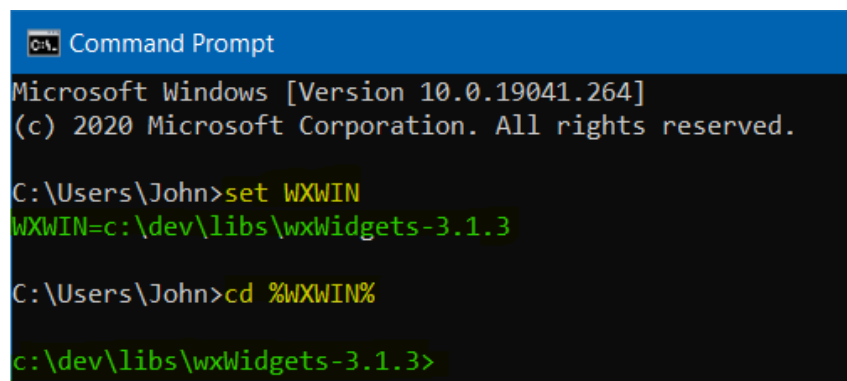 Command Prompt
Microsoft Windows [Version 10.0.19041.264]
(c) 2020 Microsoft Corporation. All rights reserved.
C:\Users\John>set WXWIN
WXWIN=c:\dev\libs\wxWidgets-3.1.3
C:\Users\John>cd %WXWIN%
c:\dev\libs\wxWidgets-3.1.3>